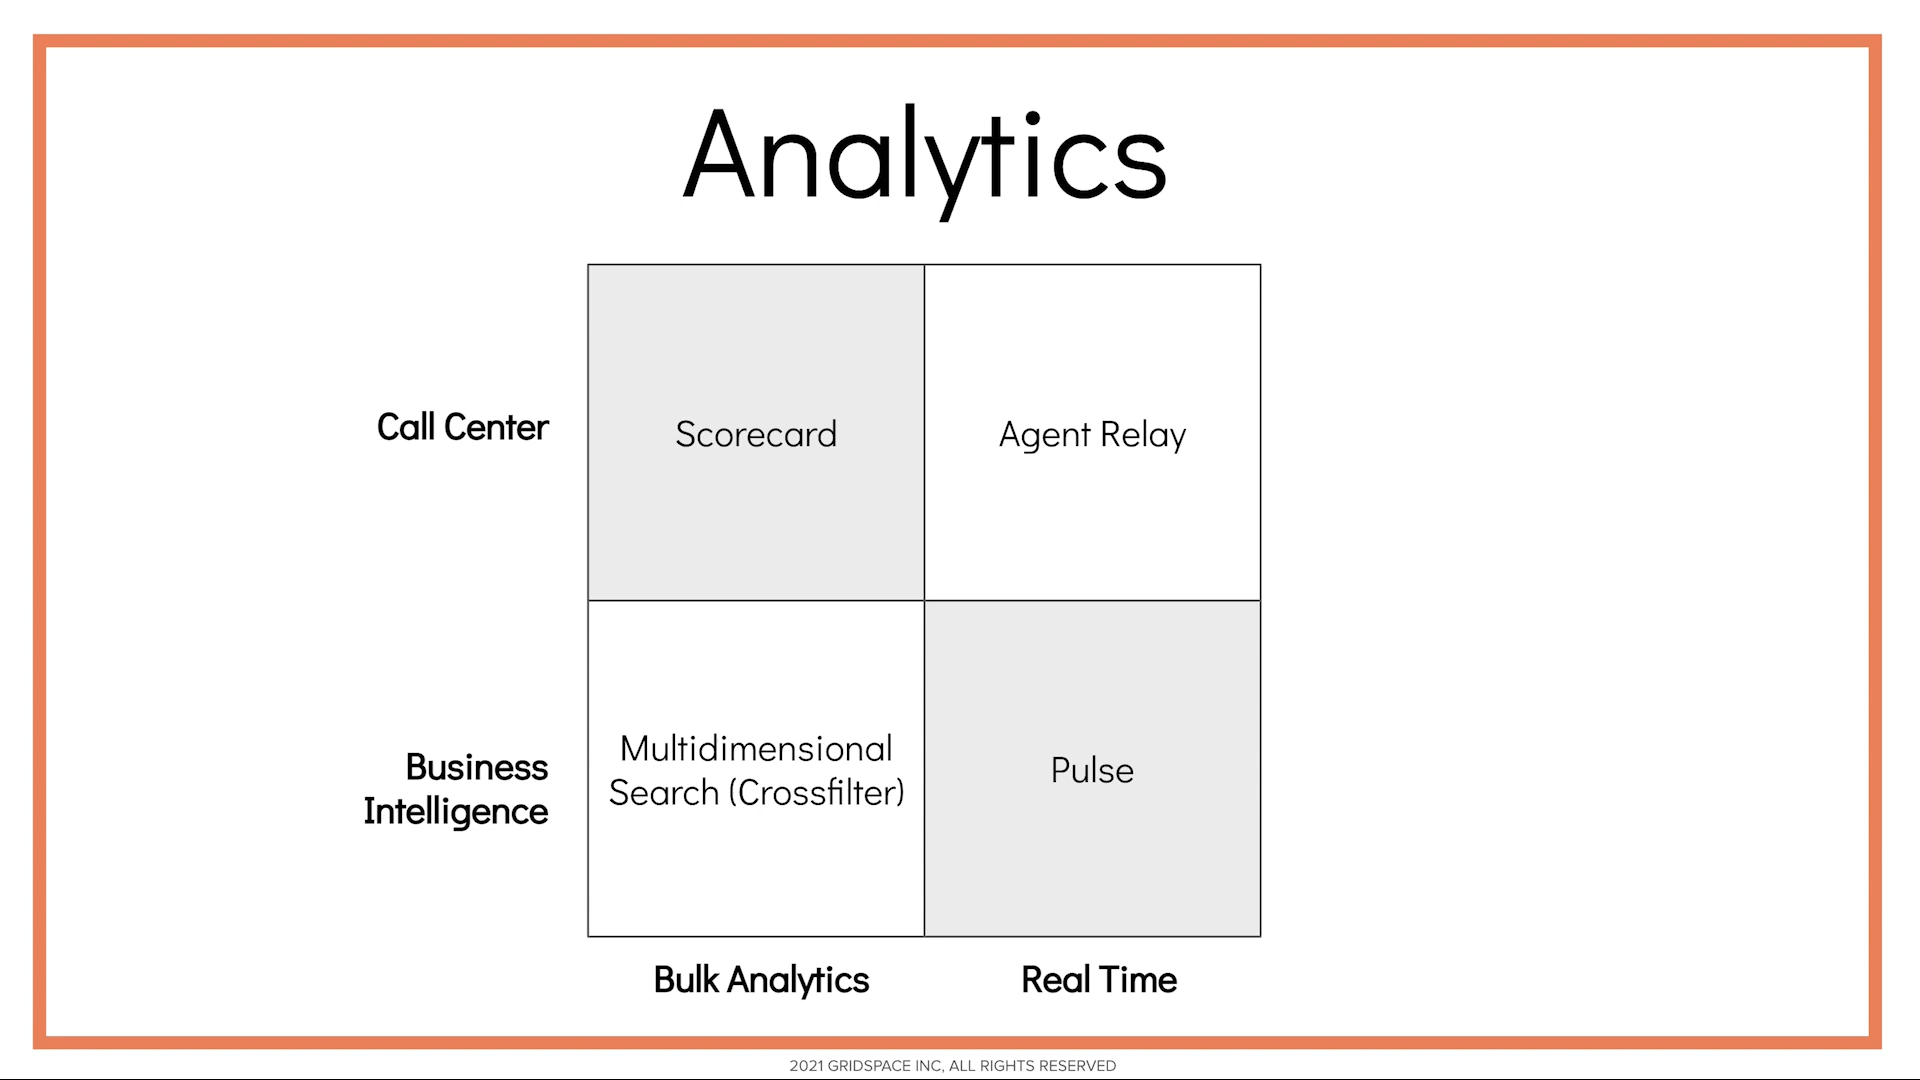 Analytics
Call Center
Scorecard
Agent Relay
Business
Intelligence
Multidimensional
Search (Crossfilter)
Pulse
Bulk Analytics
Real Time
2021 GRIDSPACE INC, ALL RIGHTS RESERVED